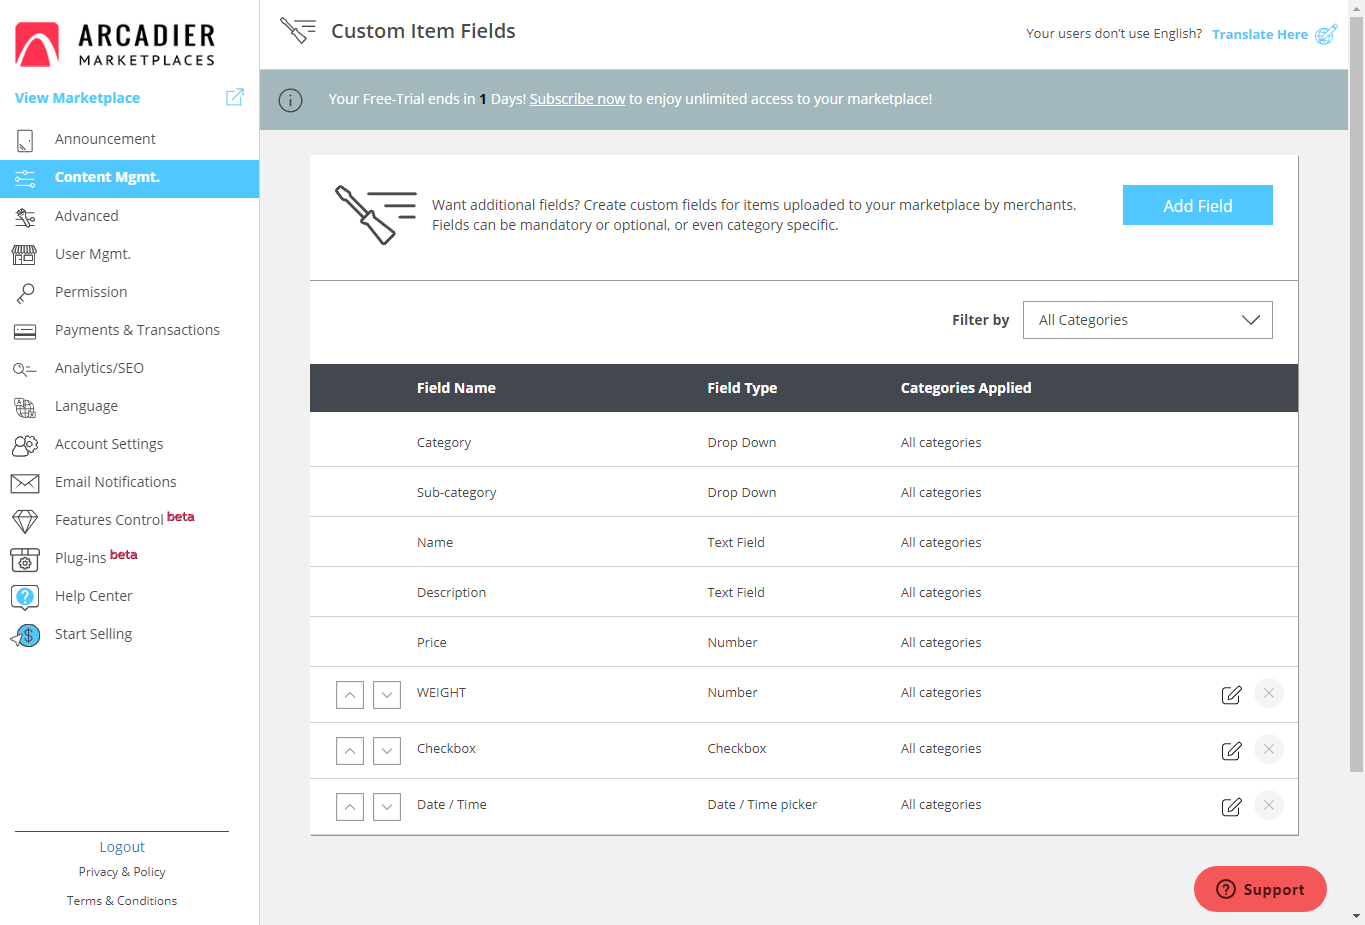 ARCADIER
MARKETPLACES
View Marketplace
Announcement
Content Mgmt.
Advanced
User Mgmt.
Permission
Payments & Transactions
Analytics/SEO
Language
Account Settings
Email Notifications
Features Control beta
Plug-ins beta
Help Center
Start Selling
Logout
Privacy & Policy
Terms & Conditions
Custom Item Fields
Your users don't use English? Translate Here
Your Free-Trial ends in 1 Days! Subscribe now to enjoy unlimited access to your marketplace!
Want additional fields? Create custom fields for items uploaded to your marketplace by merchants.
Fields can be mandatory or optional, or even category specific.
Add Field
Filter by All Categories
Field Name Field Type Categories Applied
Category Drop Down All categories
Sub-category Drop Down All categories
Name Text Field All categories
Description Text Field All categories
Price Number All categories
WEIGHT Number All categories
Checkbox Checkbox All categories
Date / Time Date / Time picker All categories
Support